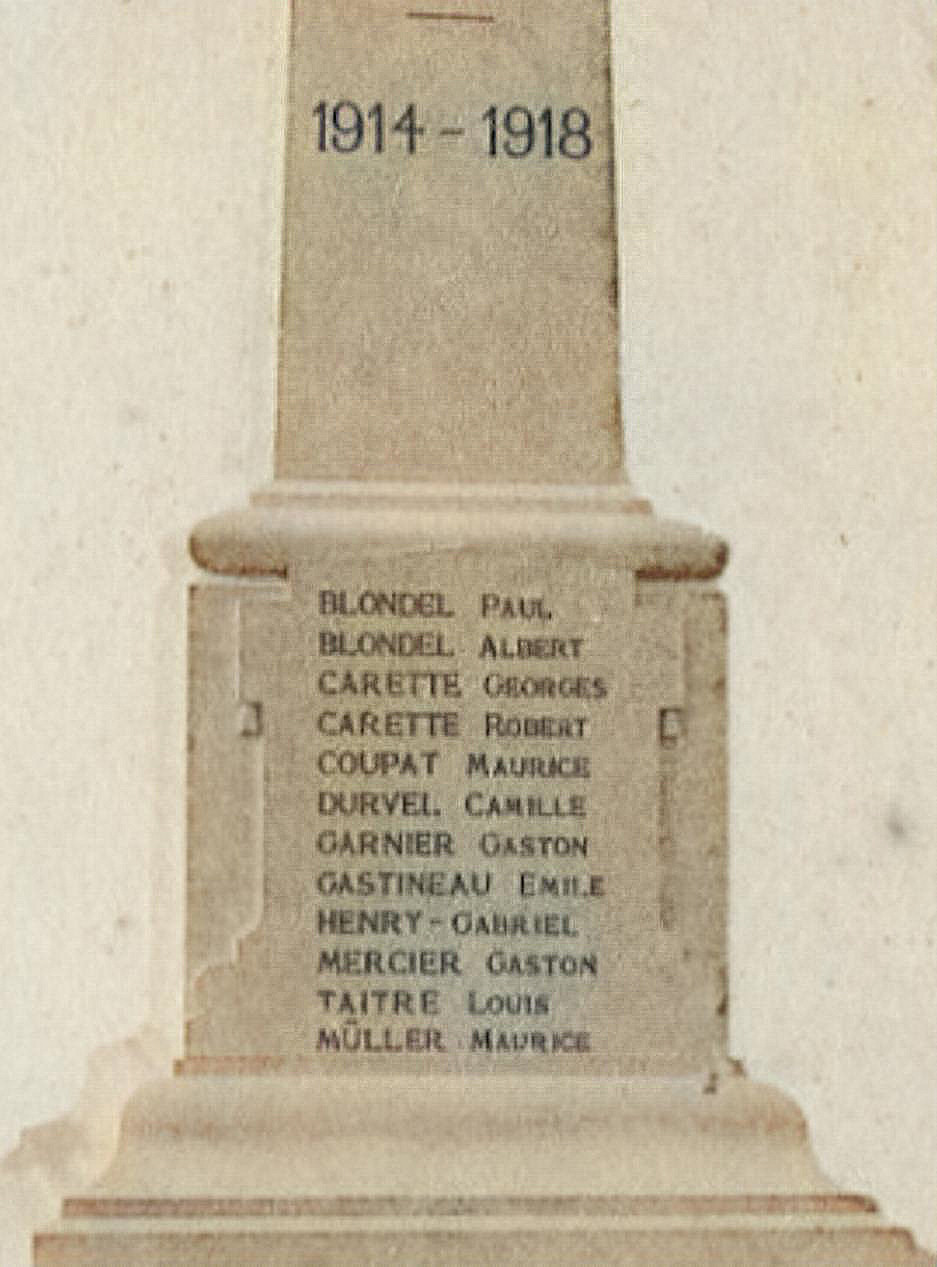 1914 - 1918
BLONDEL PAUL
BLONDEL ALBERT
CARETTE GEORGES
CARETTE ROBERT
COUPAT MAURICE
DURVEL CAMILLE
GARNIER GASTON
GASTINEAU EMILE
HENRY-GABRIEL
MERCIER GASTON
TAITRE LOUIS
MÜLLER MAURICE